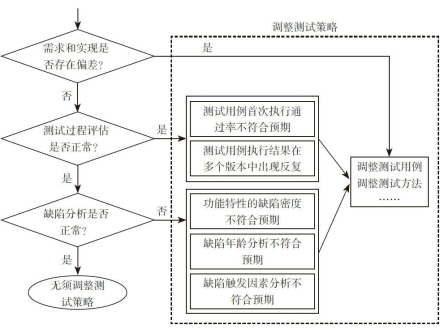 调整测试策略
需求和实现是
否存在偏差?
是
否
测试过程评估
是否正常?
是
测试用例首次执行通
过率不符合预期
测试用例执行结果在
多个版本中出现反复
调整测试用例
调整测试方法
……
是
缺陷分析是否
正常?
否
功能特性的缺陷密度
不符合预期
缺陷年龄分析不符合
预期
缺陷触发因素分析不
符合预期
是
无须调整测
试策略